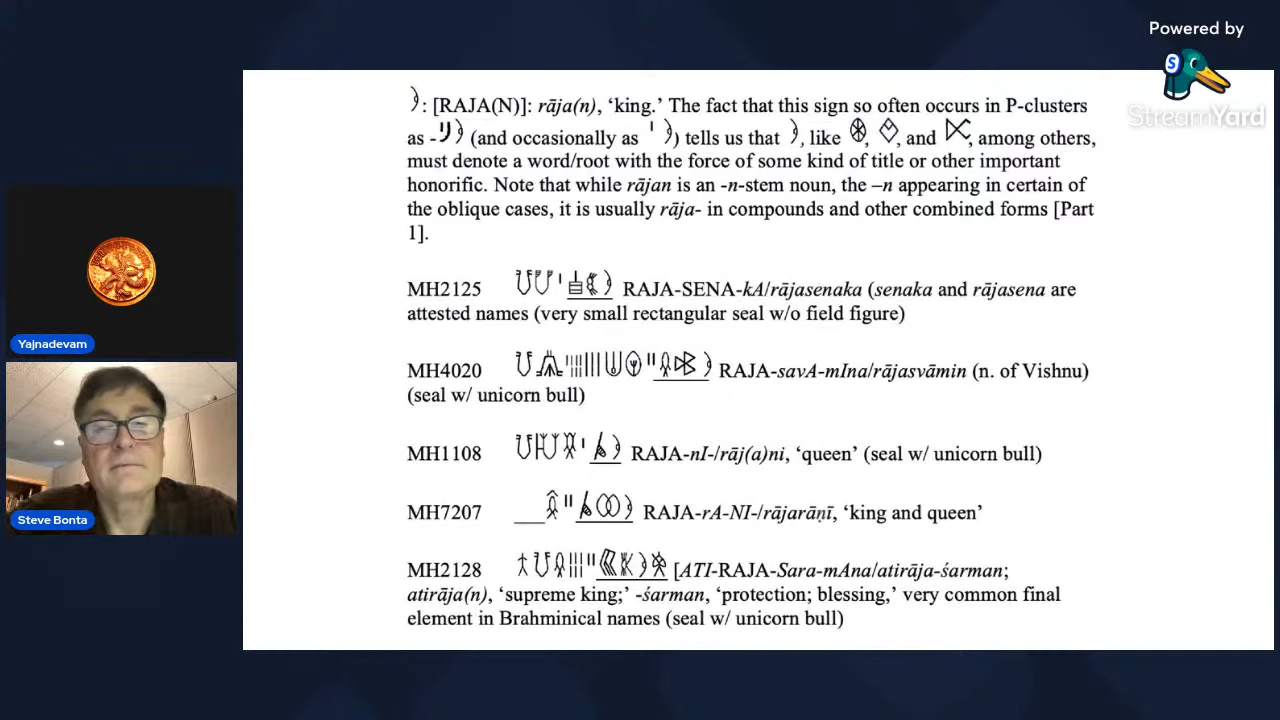 Powered by
StreamYard
: [RAJA(N)]: rāja(n), ‘king.’ The fact that this sign so often occurs in P-clusters
as - (and occasionally as ) tells us that , like , , and , among others,
must denote a word/root with the force of some kind of title or other important
honorific. Note that while rājan is an -n-stem noun, the –n appearing in certain of
the oblique cases, it is usually rāja- in compounds and other combined forms [Part
1].
MH2125 RAJA-SENA-kA/rājasenaka (senaka and rājasena are
attested names (very small rectangular seal w/o field figure)
MH4020 RAJA-savA-mIna/rājasvāmin (n. of Vishnu)
(seal w/ unicorn bull)
MH1108 RAJA-nI-/rāj(a)ni, ‘queen’ (seal w/ unicorn bull)
MH7207 RAJA-rA-NI-/rājarāṇī, ‘king and queen’
MH2128 [ATI-RAJA-Sara-mAna/atirāja-śarman;
atirāja(n), ‘supreme king;’ -śarman, ‘protection; blessing,’ very common final
element in Brahminical names (seal w/ unicorn bull)
Yajnadevam
Steve Bonta